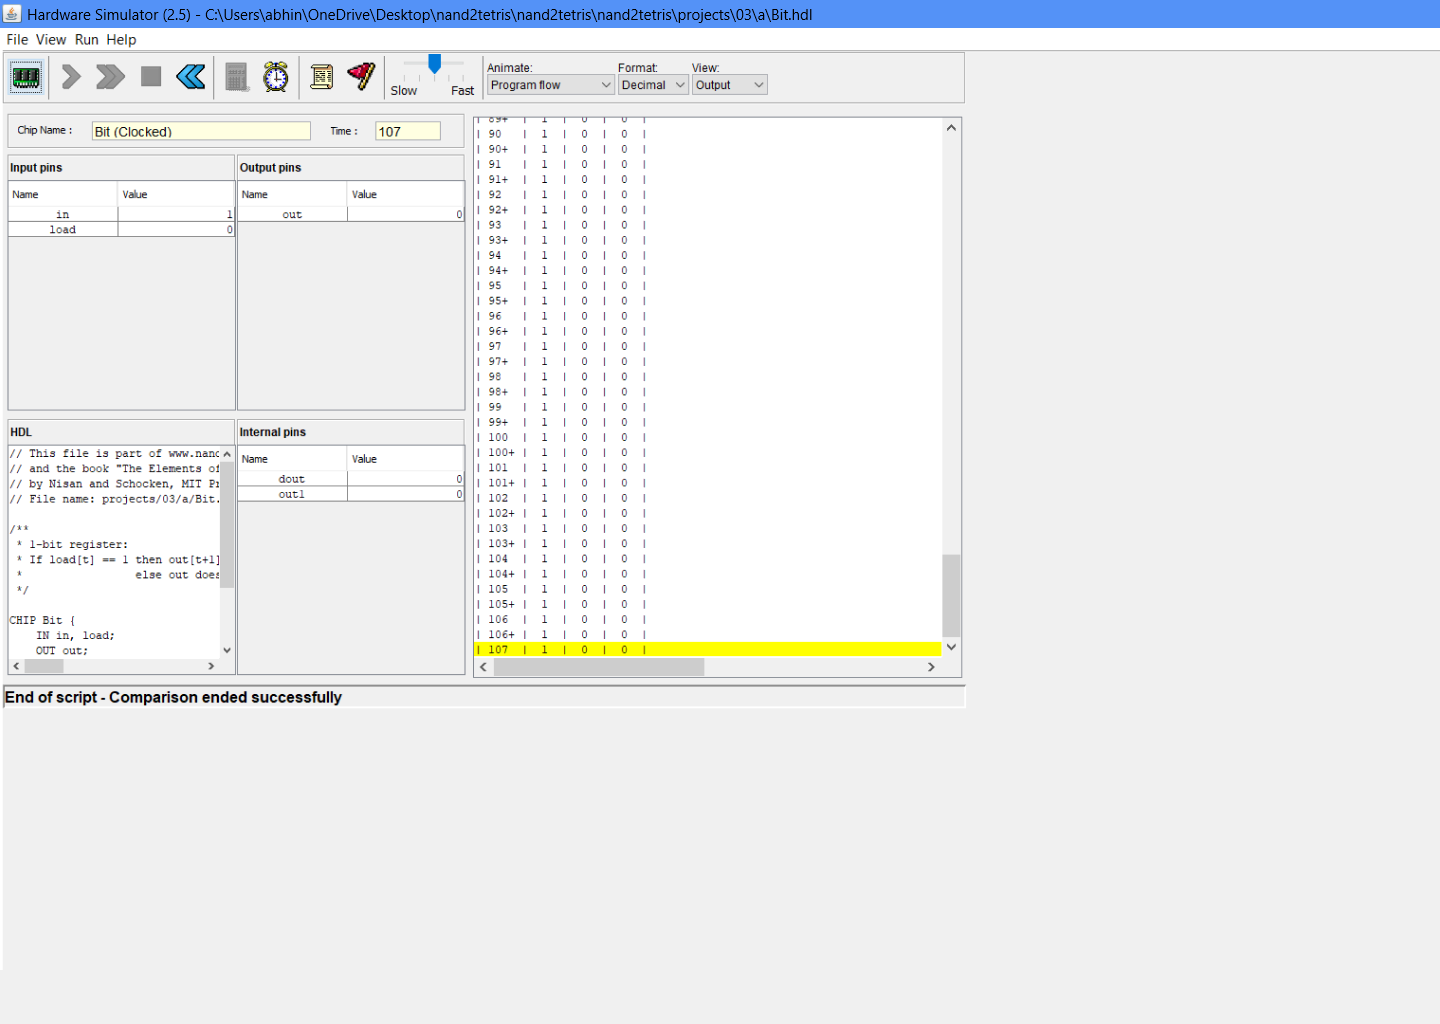 Hardware Simulator (2.5) - C:\Users\abhin\OneDrive\Desktop\nand2tetris\nand2tetris\nand2tetris\projects\03\a\Bit.hdl
File View Run Help
Slow Fast
Animate: Format: View:
Program flow Decimal Output
Chip Name : Bit (Clocked) Time : 107
Input pins
Name Value
in 1
load 0
Output pins
Name Value
out 0
HDL
// This file is part of www.nand
// and the book "The Elements of
// by Nisan and Schocken, MIT Pr
// File name: projects/03/a/Bit.
/**
* 1-bit register:
* If load[t] == 1 then out[t+1]
* else out does
*/
CHIP Bit {
IN in, load;
OUT out;
Internal pins
Name Value
dout 0
out1 0
| 89+ | 1 | 0 | 0 |
| 90 | 1 | 0 | 0 |
| 90+ | 1 | 0 | 0 |
| 91 | 1 | 0 | 0 |
| 91+ | 1 | 0 | 0 |
| 92 | 1 | 0 | 0 |
| 92+ | 1 | 0 | 0 |
| 93 | 1 | 0 | 0 |
| 93+ | 1 | 0 | 0 |
| 94 | 1 | 0 | 0 |
| 94+ | 1 | 0 | 0 |
| 95 | 1 | 0 | 0 |
| 95+ | 1 | 0 | 0 |
| 96 | 1 | 0 | 0 |
| 96+ | 1 | 0 | 0 |
| 97 | 1 | 0 | 0 |
| 97+ | 1 | 0 | 0 |
| 98 | 1 | 0 | 0 |
| 98+ | 1 | 0 | 0 |
| 99 | 1 | 0 | 0 |
| 99+ | 1 | 0 | 0 |
| 100 | 1 | 0 | 0 |
| 100+ | 1 | 0 | 0 |
| 101 | 1 | 0 | 0 |
| 101+ | 1 | 0 | 0 |
| 102 | 1 | 0 | 0 |
| 102+ | 1 | 0 | 0 |
| 103 | 1 | 0 | 0 |
| 103+ | 1 | 0 | 0 |
| 104 | 1 | 0 | 0 |
| 104+ | 1 | 0 | 0 |
| 105 | 1 | 0 | 0 |
| 105+ | 1 | 0 | 0 |
| 106 | 1 | 0 | 0 |
| 106+ | 1 | 0 | 0 |
| 107 | 1 | 0 | 0 |
End of script - Comparison ended successfully